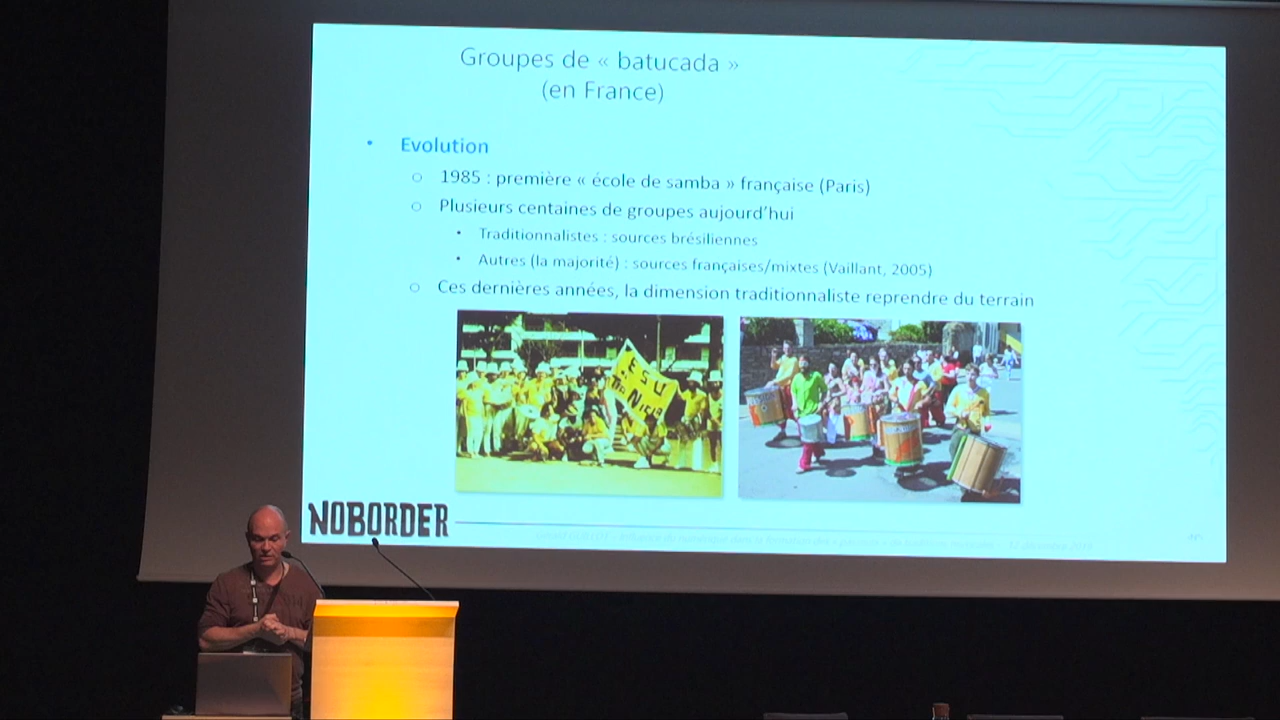 Groupes de « batucada »
(en France)
• Evolution
○ 1985 : première « école de samba » française (Paris)
○ Plusieurs centaines de groupes aujourd'hui
• Traditionnalistes : sources brésiliennes
• Autres (la majorité) : sources françaises/mixtes (Vaillant, 2005)
○ Ces dernières années, la dimension traditionnaliste reprendre du terrain
ESU
NOBORDER